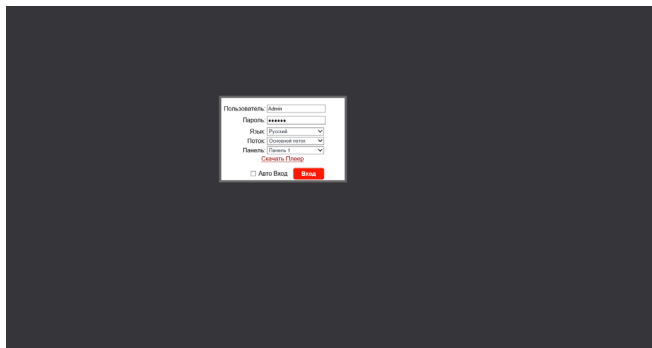 Пользователь: Admin
Пароль: ••••••
Язык: Русский
Поток: Основной поток
Панель: Панель 1
Скачать Плеер
Авто Вход Вход